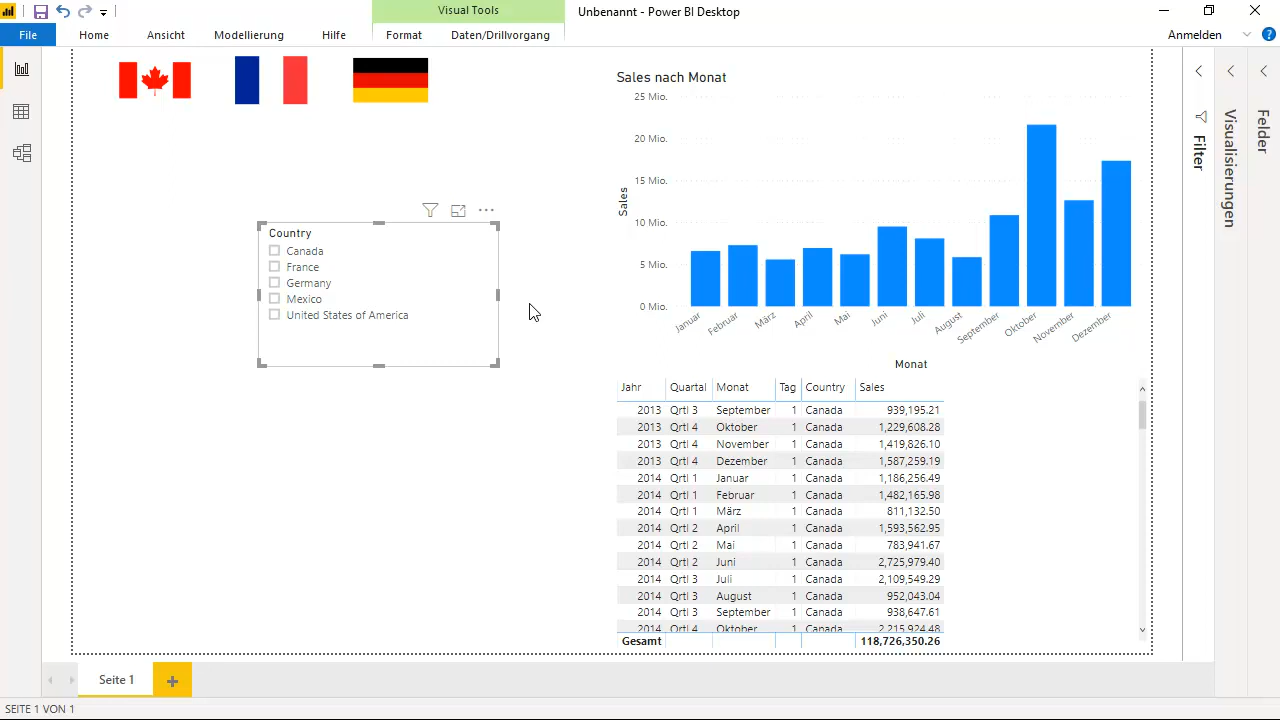 Visual Tools
Unbenannt - Power BI Desktop
File
Home
Ansicht
Modellierung
Hilfe
Format
Daten/Drillvorgang
Anmelden
Sales nach Monat
25 Mio.
20 Mio.
15 Mio.
10 Mio.
5 Mio.
0 Mio.
Sales
Januar
Februar
März
April
Mai
Juni
Juli
August
September
Oktober
November
Dezember
Monat
Country
Canada
France
Germany
Mexico
United States of America
Jahr Quartal Monat Tag Country Sales
2013 Qrtl 3 September 1 Canada 939,195.21
2013 Qrtl 4 Oktober 1 Canada 1,229,608.28
2013 Qrtl 4 November 1 Canada 1,419,826.10
2013 Qrtl 4 Dezember 1 Canada 1,587,259.19
2014 Qrtl 1 Januar 1 Canada 1,186,256.49
2014 Qrtl 1 Februar 1 Canada 1,482,165.98
2014 Qrtl 1 März 1 Canada 811,132.50
2014 Qrtl 2 April 1 Canada 1,593,562.95
2014 Qrtl 2 Mai 1 Canada 783,941.67
2014 Qrtl 2 Juni 1 Canada 2,725,979.40
2014 Qrtl 3 Juli 1 Canada 2,109,549.29
2014 Qrtl 3 August 1 Canada 952,043.04
2014 Qrtl 3 September 1 Canada 938,647.61
2014 Qrtl 4 Oktober 1 Canada 2,215,924.48
Gesamt 118,726,350.26
Filter
Visualisierungen
Felder
Seite 1
SEITE 1 VON 1